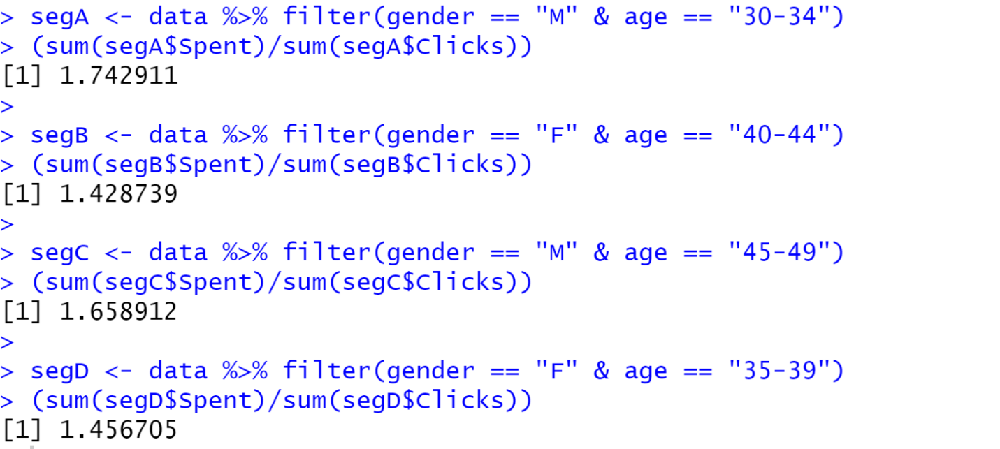 > segA <- data %>% filter(gender == "M" & age == "30-34")
> (sum(segA$Spent)/sum(segA$Clicks))
[1] 1.742911
>
> segB <- data %>% filter(gender == "F" & age == "40-44")
> (sum(segB$Spent)/sum(segB$Clicks))
[1] 1.428739
>
> segC <- data %>% filter(gender == "M" & age == "45-49")
> (sum(segC$Spent)/sum(segC$Clicks))
[1] 1.658912
>
> segD <- data %>% filter(gender == "F" & age == "35-39")
> (sum(segD$Spent)/sum(segD$Clicks))
[1] 1.456705